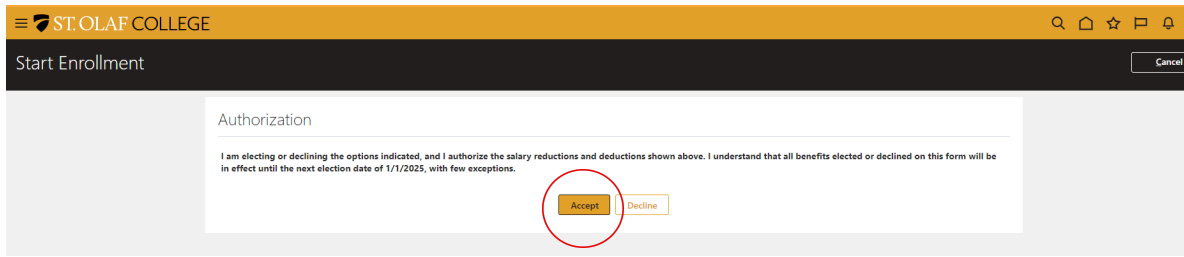 ST. OLAF COLLEGE
Start Enrollment
Cancel
Authorization
I am electing or declining the options indicated, and I authorize the salary reductions and deductions shown above. I understand that all benefits elected or declined on this form will be
in effect until the next election date of 1/1/2025, with few exceptions.
Accept
Decline